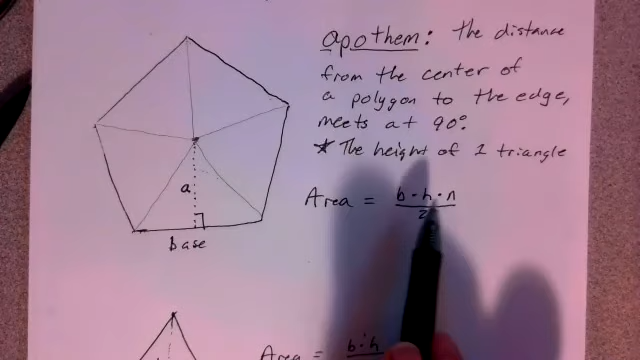 apothem: The distance
from the center of
a polygon to the edge,
meets at 90°.
* The height of 1 triangle
a
Area = b·h·n
2
base
Area = b·h